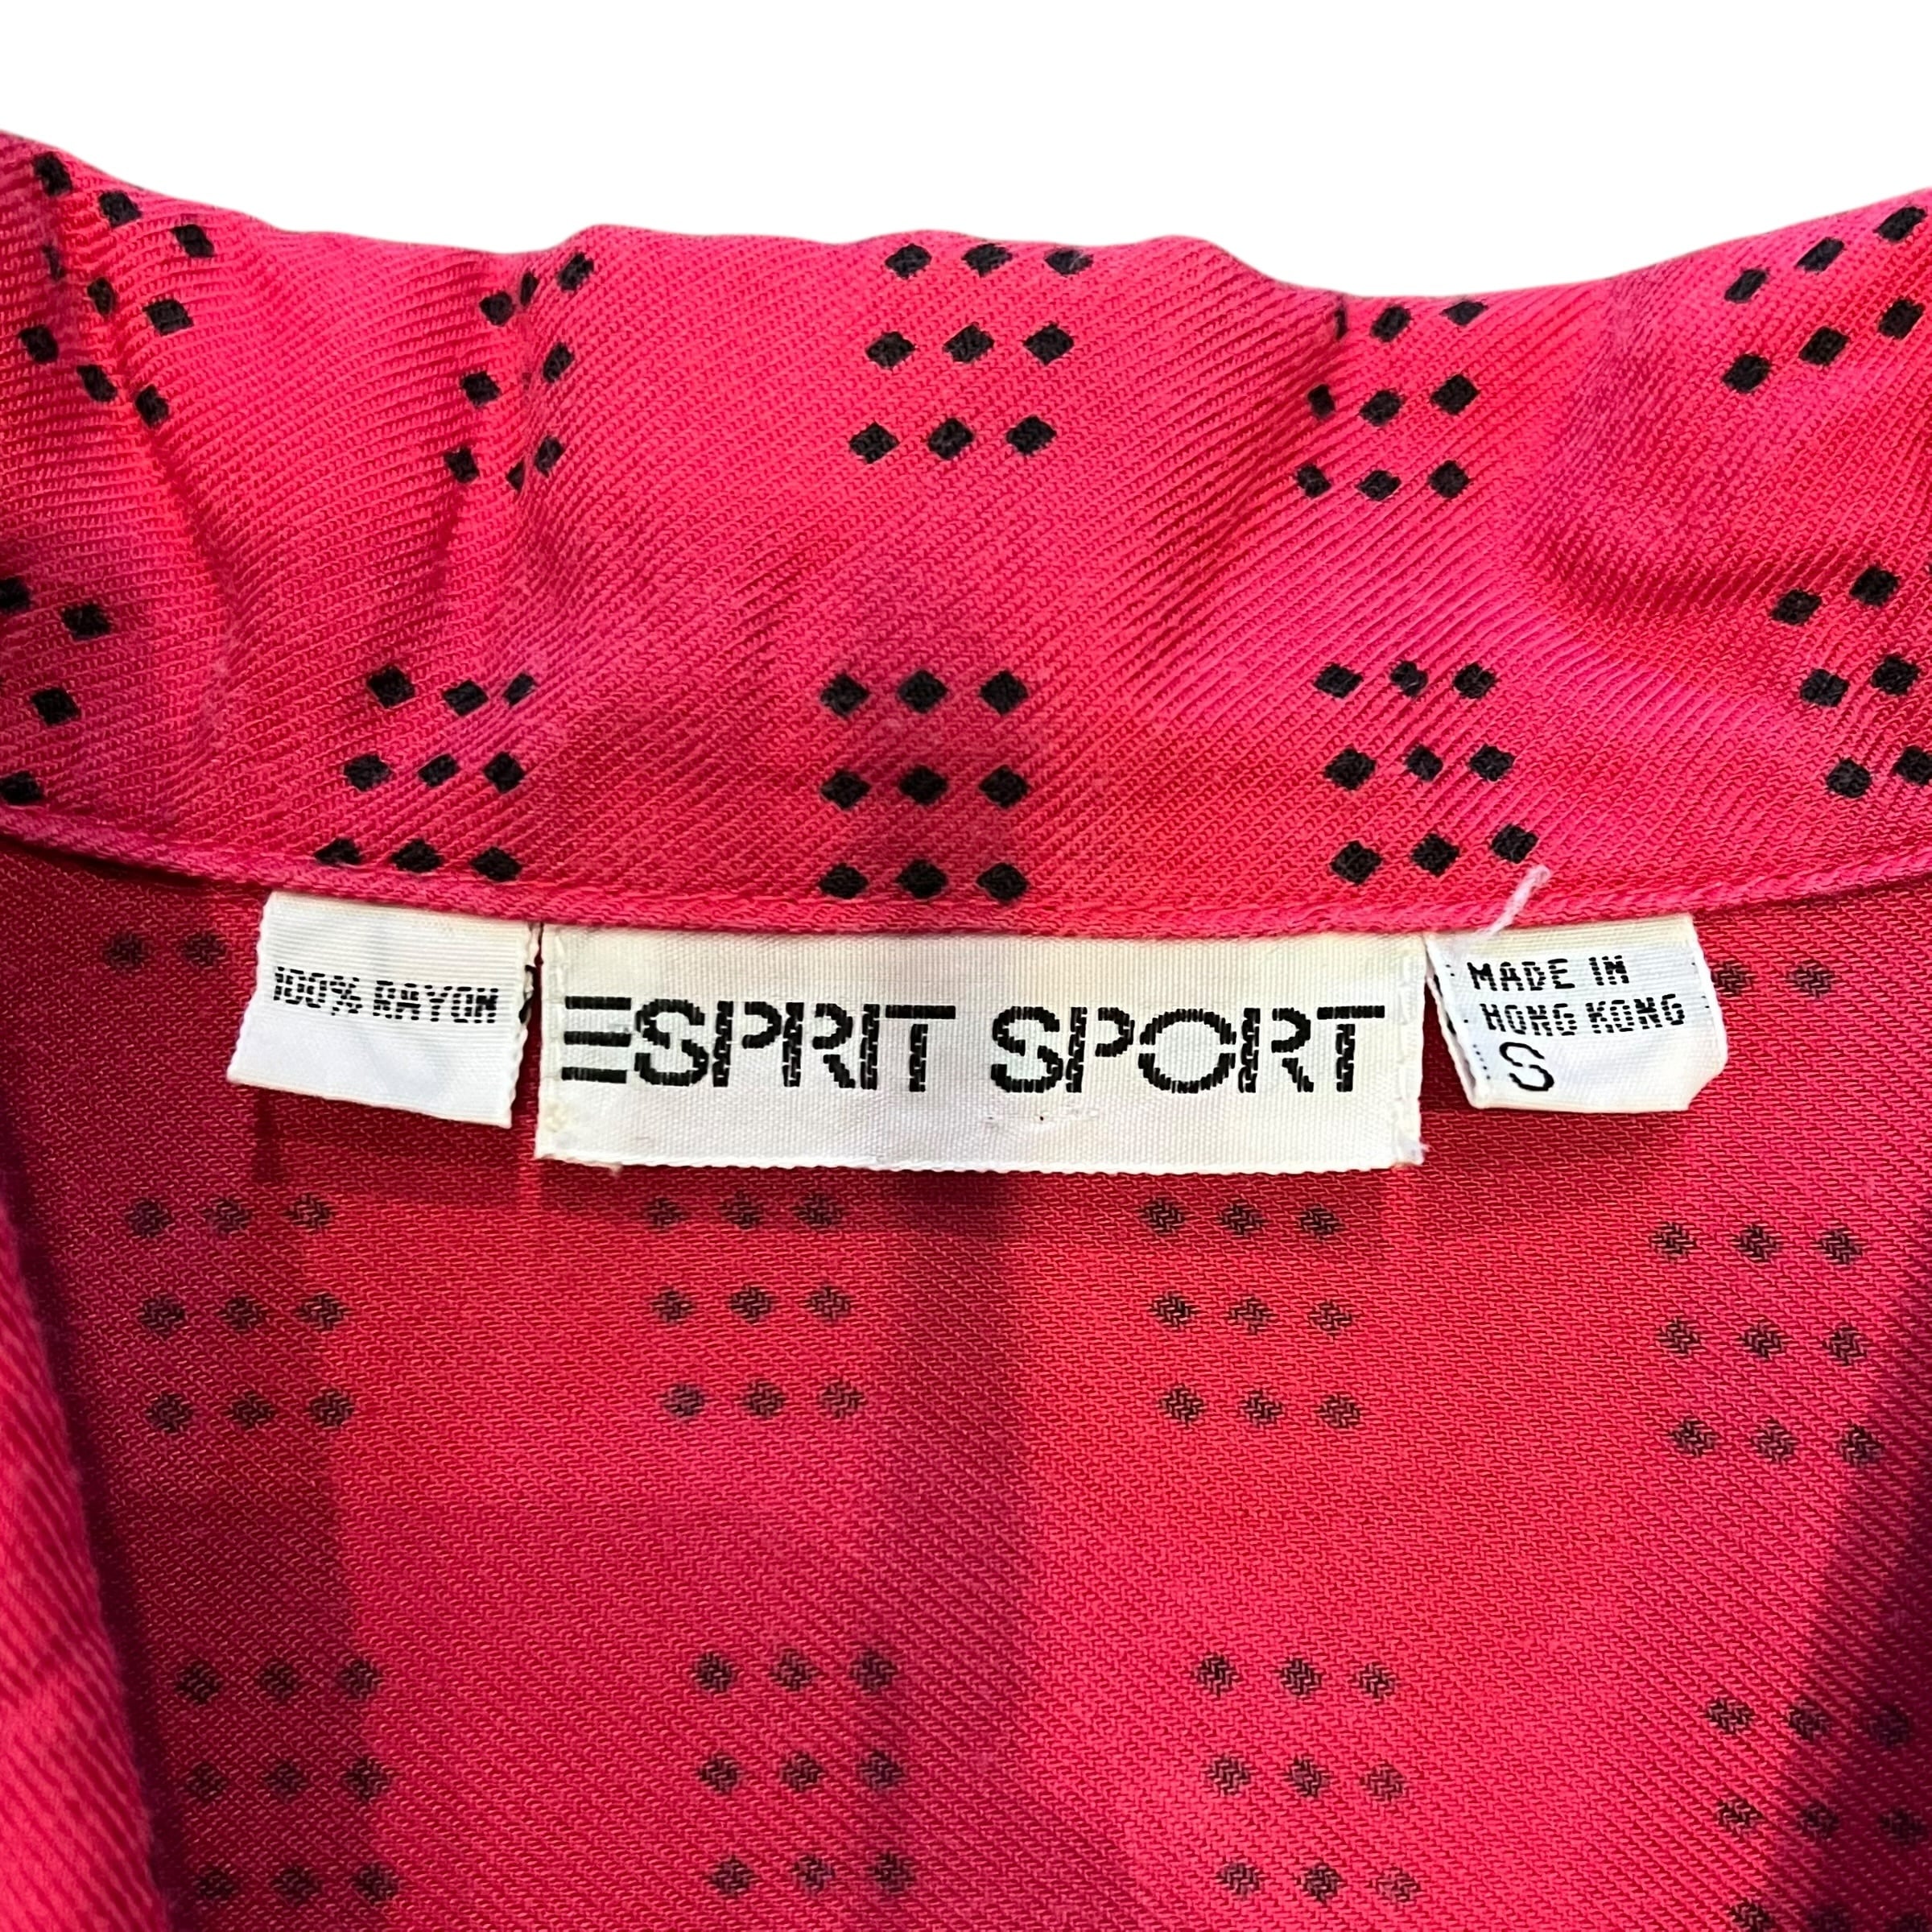 100% RAYON
ESPRIT SPORT
MADE IN
HONG KONG
S